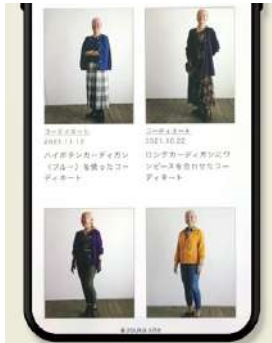 コーディネート
コーディネート
2021.10.22
ハイボタンカーディガン
(ブルー)を使ったコー
ディネート
ロングカーディガンにワ
ンピースを合わせたコー
ディネート